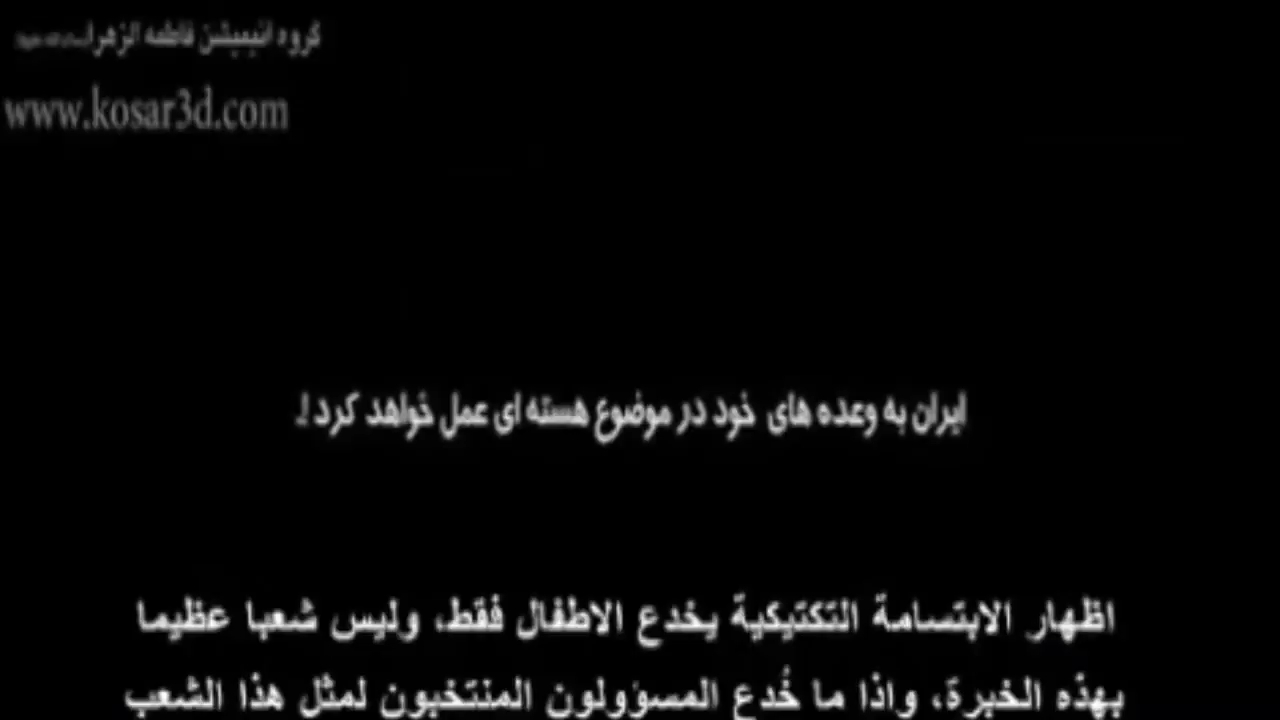 گروه انیمیشن فاطمه الزهرا
www.kosar3d.com
ایران به وعده های خود در موضوع هسته ای عمل خواهد کرد !.
اظهار الابتسامة التكتيكية يخدع الاطفال فقط، وليس شعبا عظيما
بهذه الخبرة، واذا ما خُدع المسؤولون المنتخبون لمثل هذا الشعب